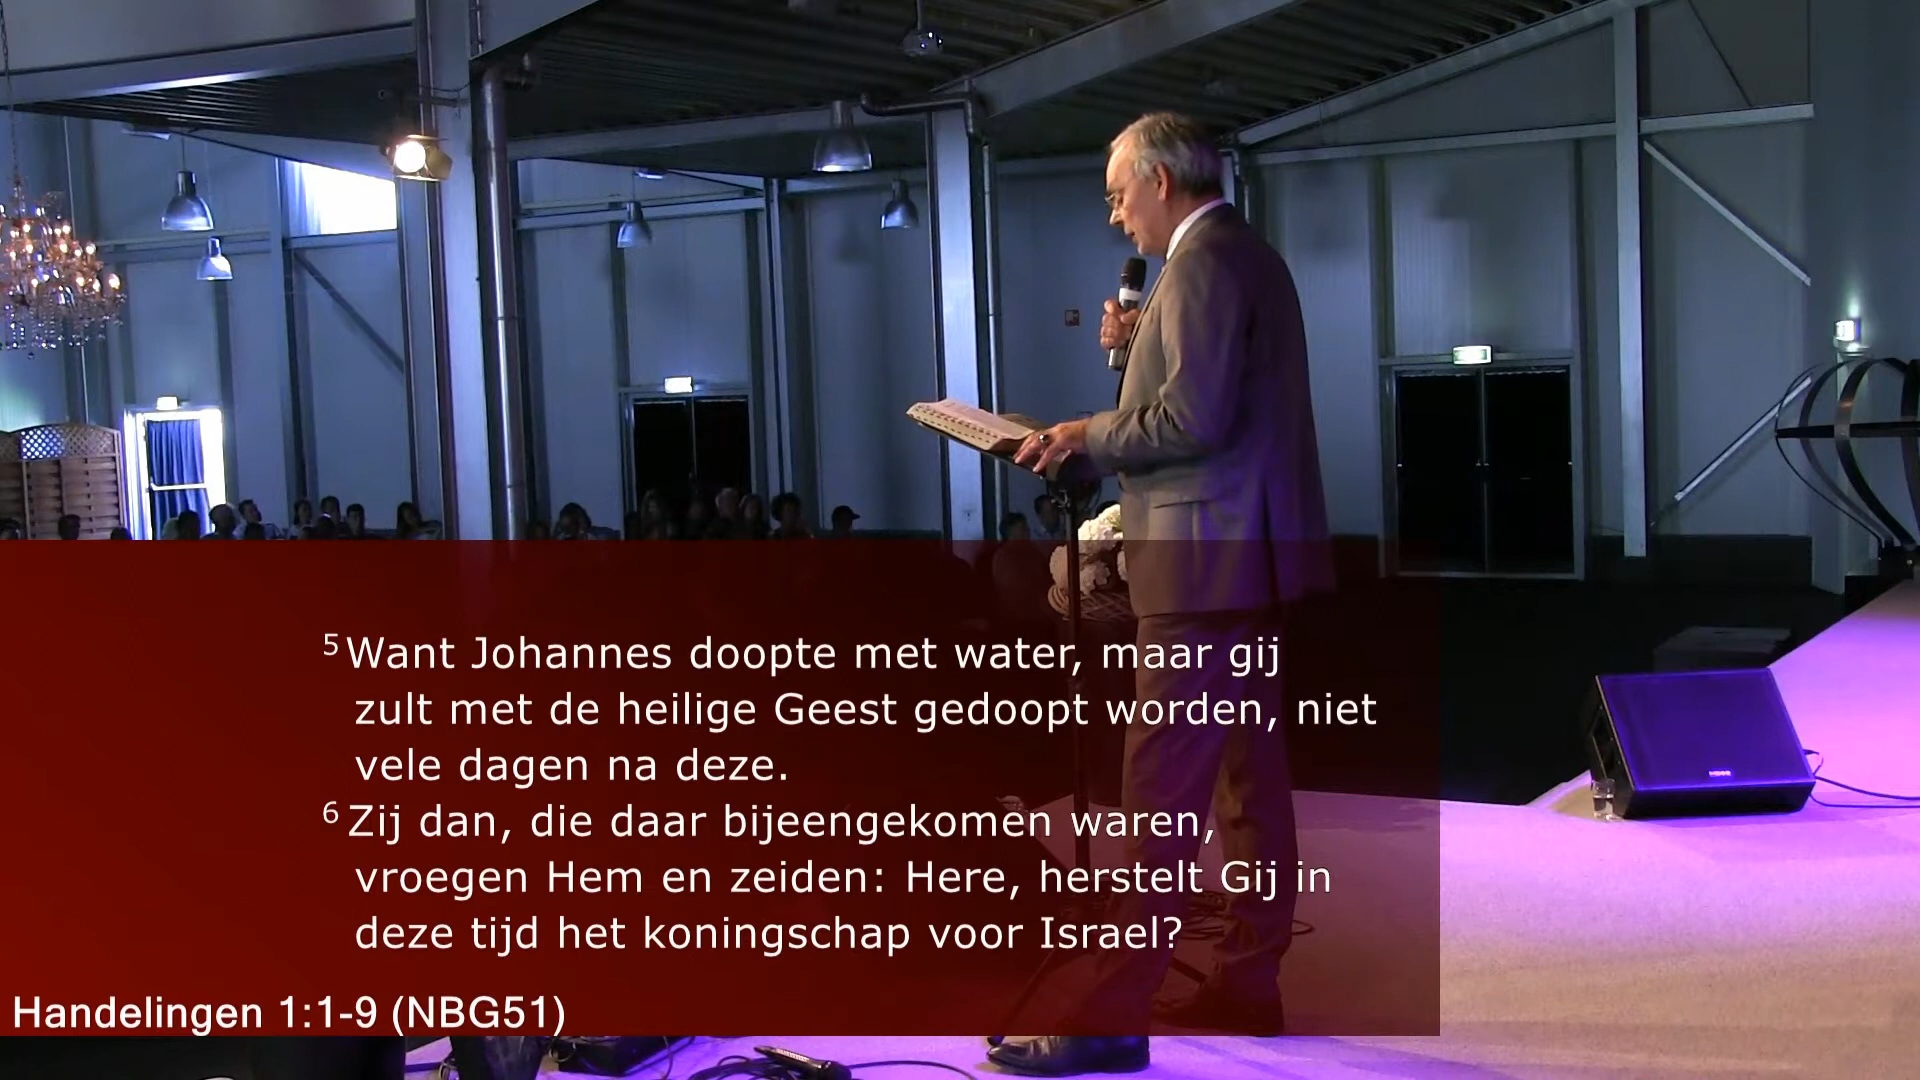 5 Want Johannes doopte met water, maar gij
zult met de heilige Geest gedoopt worden, niet
vele dagen na deze.
6 Zij dan, die daar bijeengekomen waren,
vroegen Hem en zeiden: Here, herstelt Gij in
deze tijd het koningschap voor Israel?
Handelingen 1:1-9 (NBG51)